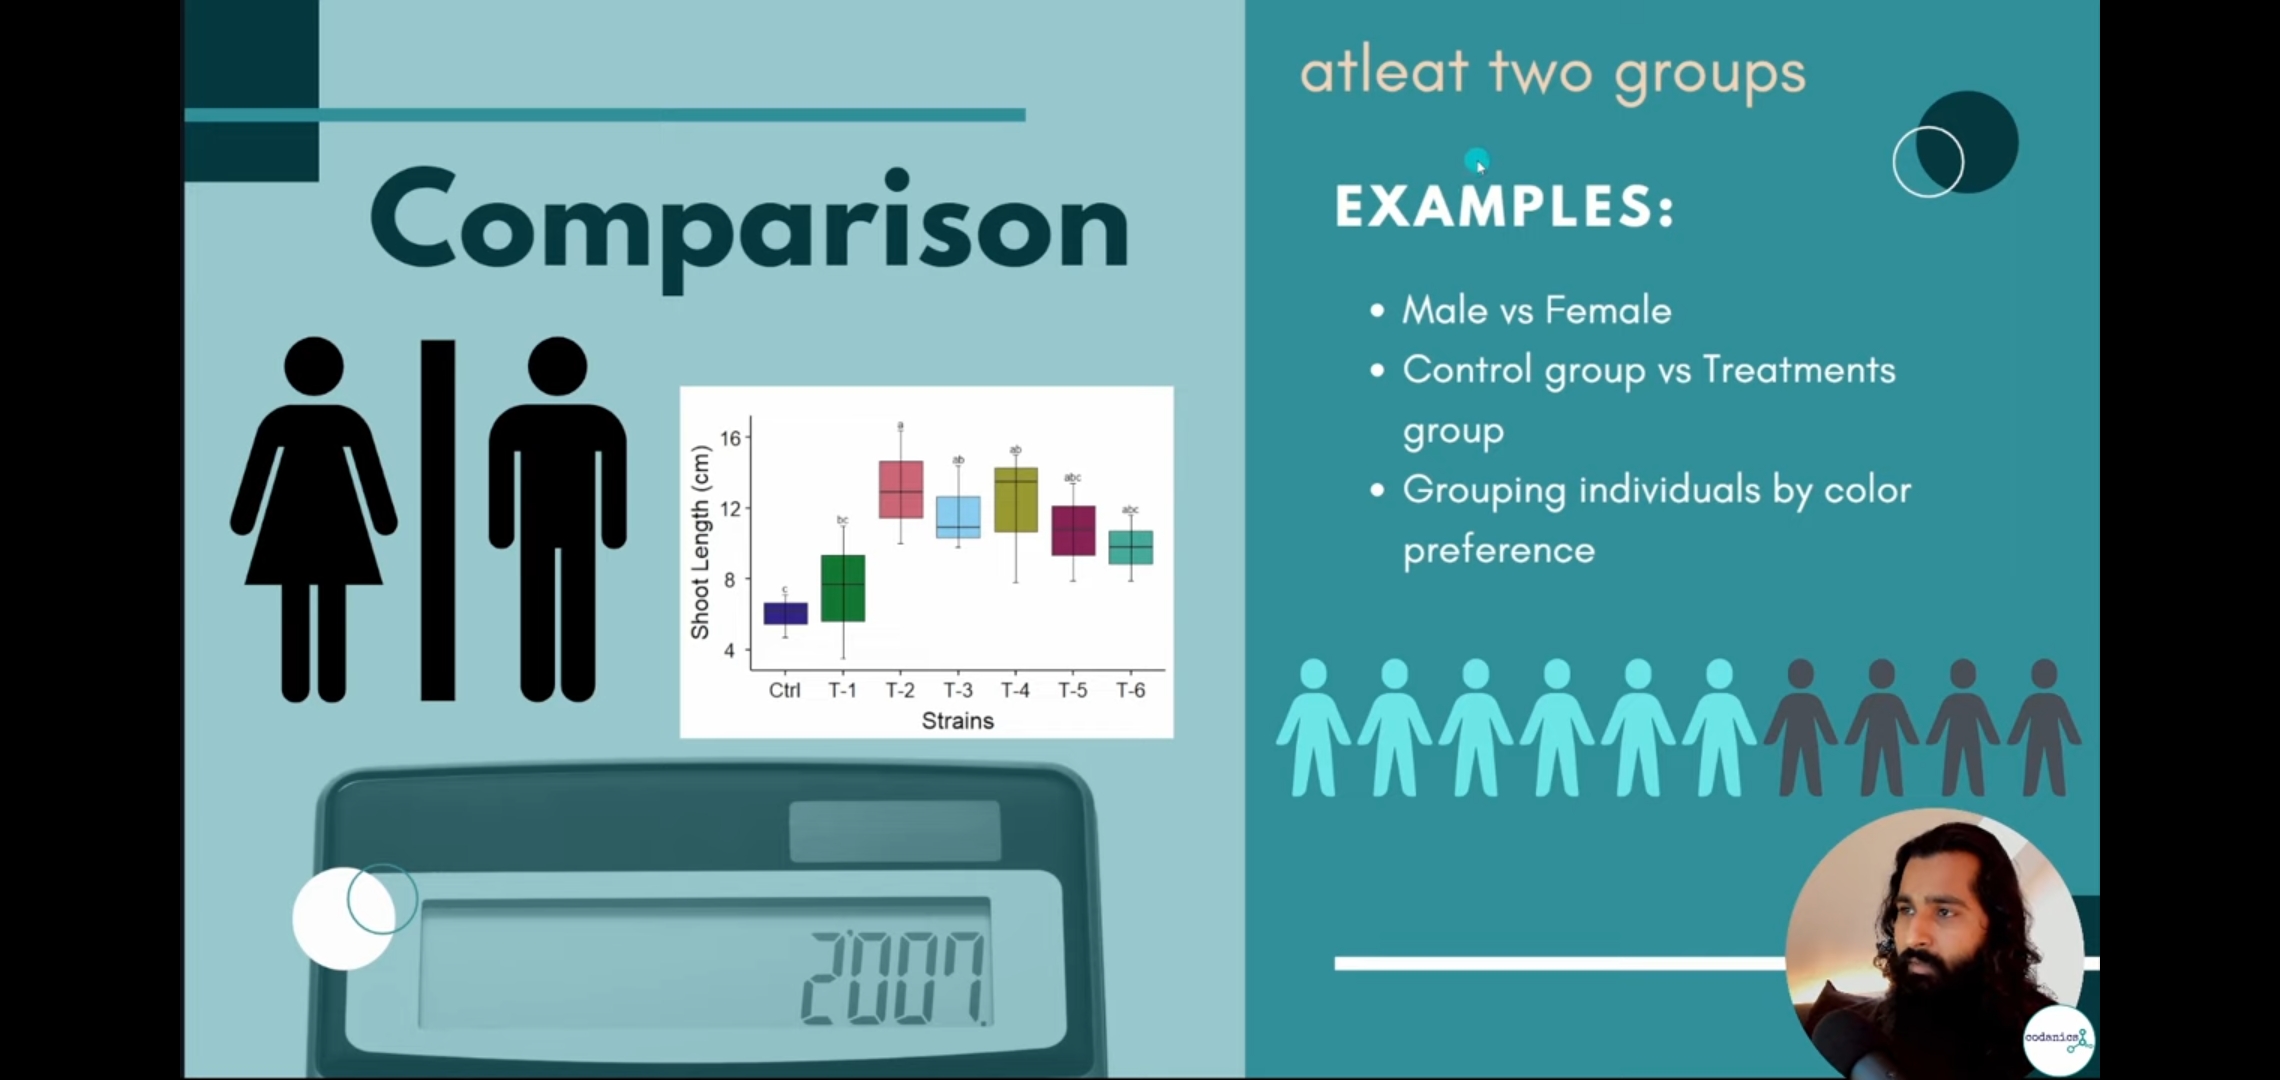 Comparison
16
12
8
4
Shoot Length (cm)
c
bc
a
ab
ab
abc
abc
Ctrl T-1 T-2 T-3 T-4 T-5 T-6
Strains
2007.
atleat two groups
EXAMPLES:
• Male vs Female
• Control group vs Treatments
group
• Grouping individuals by color
preference
codanics